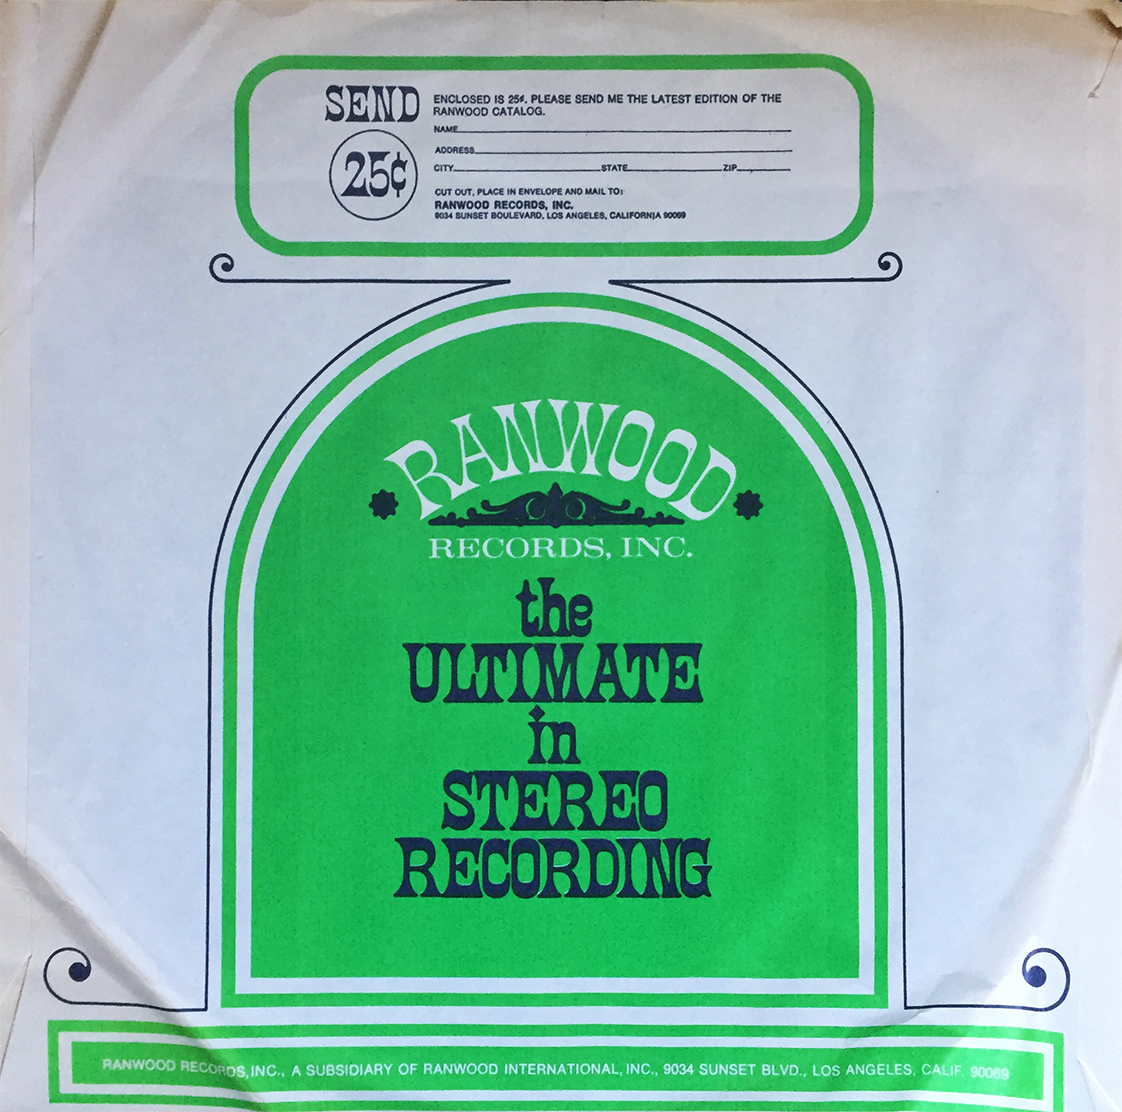 SEND
25¢
ENCLOSED IS 25¢. PLEASE SEND ME THE LATEST EDITION OF THE
RANWOOD CATALOG.
NAME
ADDRESS
CITY STATE ZIP
CUT OUT, PLACE IN ENVELOPE AND MAIL TO:
RANWOOD RECORDS, INC.
9034 SUNSET BOULEVARD, LOS ANGELES, CALIFORNIA 90069
RANWOOD
RECORDS, INC.
the
ULTIMATE
in
STEREO
RECORDING
RANWOOD RECORDS, INC., A SUBSIDIARY OF RANWOOD INTERNATIONAL, INC., 9034 SUNSET BLVD., LOS ANGELES, CALIF. 90069